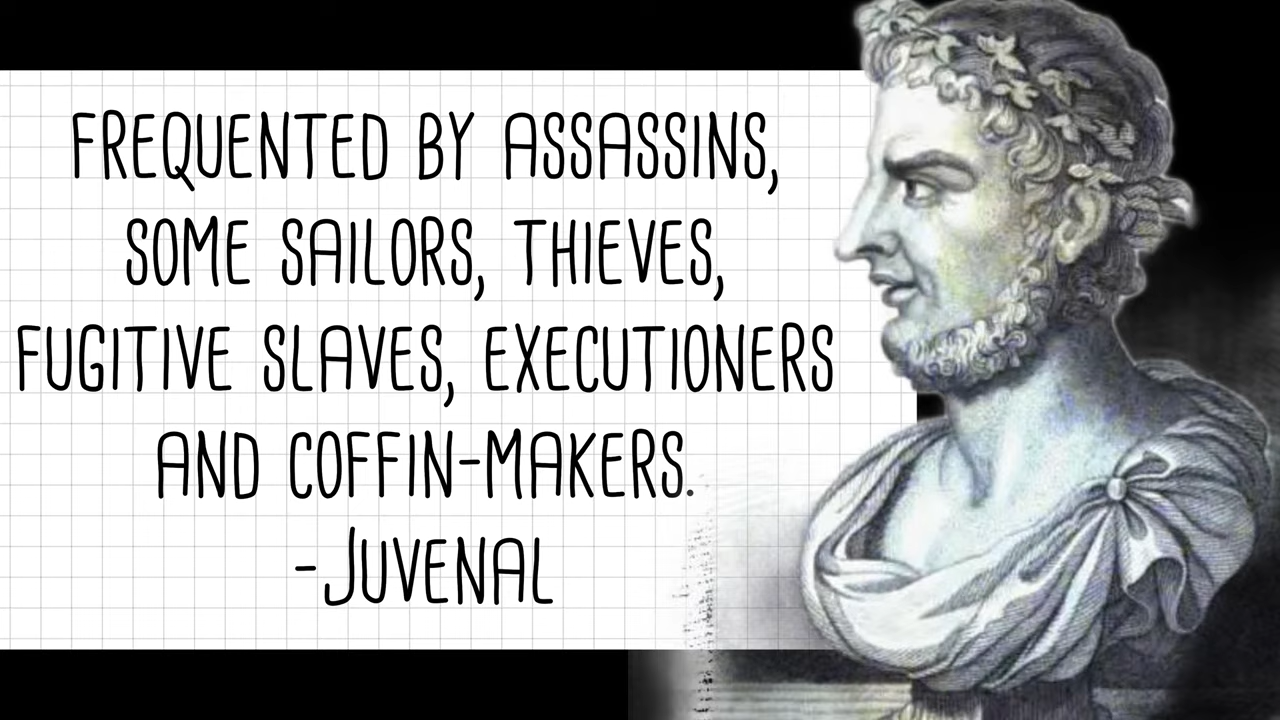 FREQUENTED BY ASSASSINS,
SOME SAILORS, THIEVES,
FUGITIVE SLAVES, EXECUTIONERS
AND COFFIN-MAKERS.
-JUVENAL